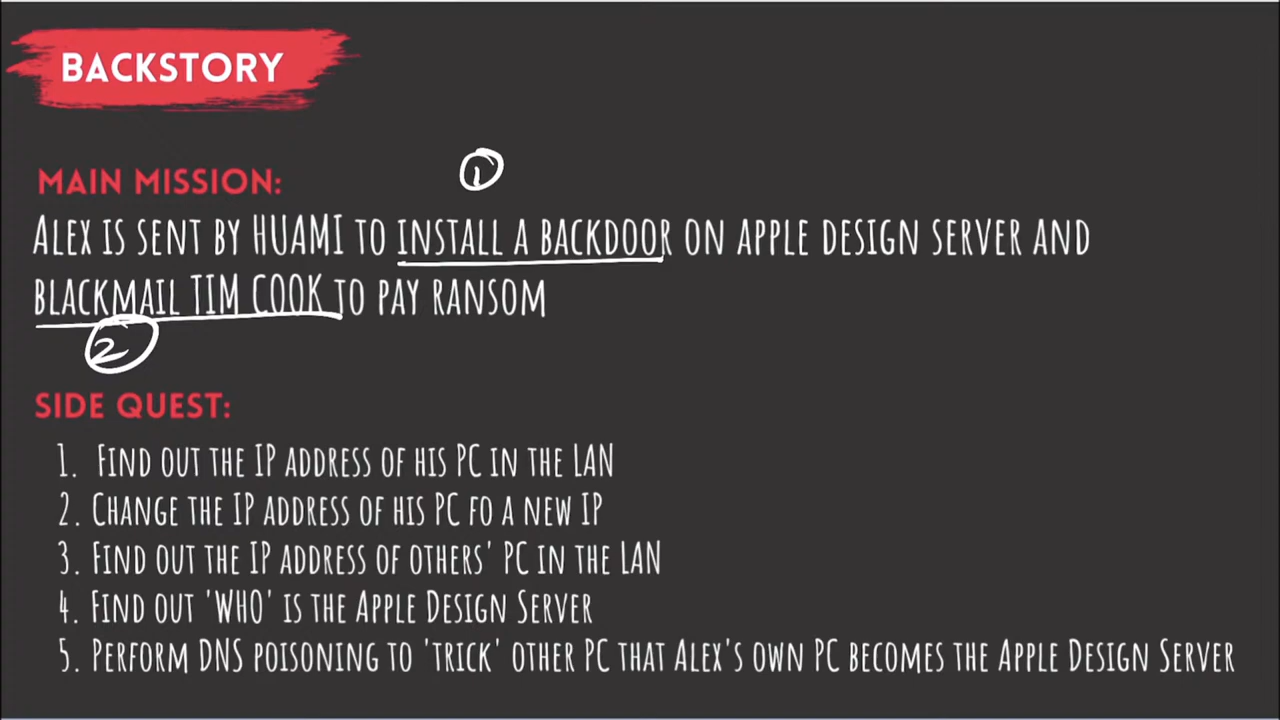 BACKSTORY
①
MAIN MISSION:
ALEX IS SENT BY HUAMI TO INSTALL A BACKDOOR ON APPLE DESIGN SERVER AND
BLACKMAIL TIM COOK TO PAY RANSOM
②
SIDE QUEST:
1. FIND OUT THE IP ADDRESS OF HIS PC IN THE LAN
2. CHANGE THE IP ADDRESS OF HIS PC FO A NEW IP
3. FIND OUT THE IP ADDRESS OF OTHERS' PC IN THE LAN
4. FIND OUT 'WHO' IS THE APPLE DESIGN SERVER
5. PERFORM DNS POISONING TO 'TRICK' OTHER PC THAT ALEX'S OWN PC BECOMES THE APPLE DESIGN SERVER